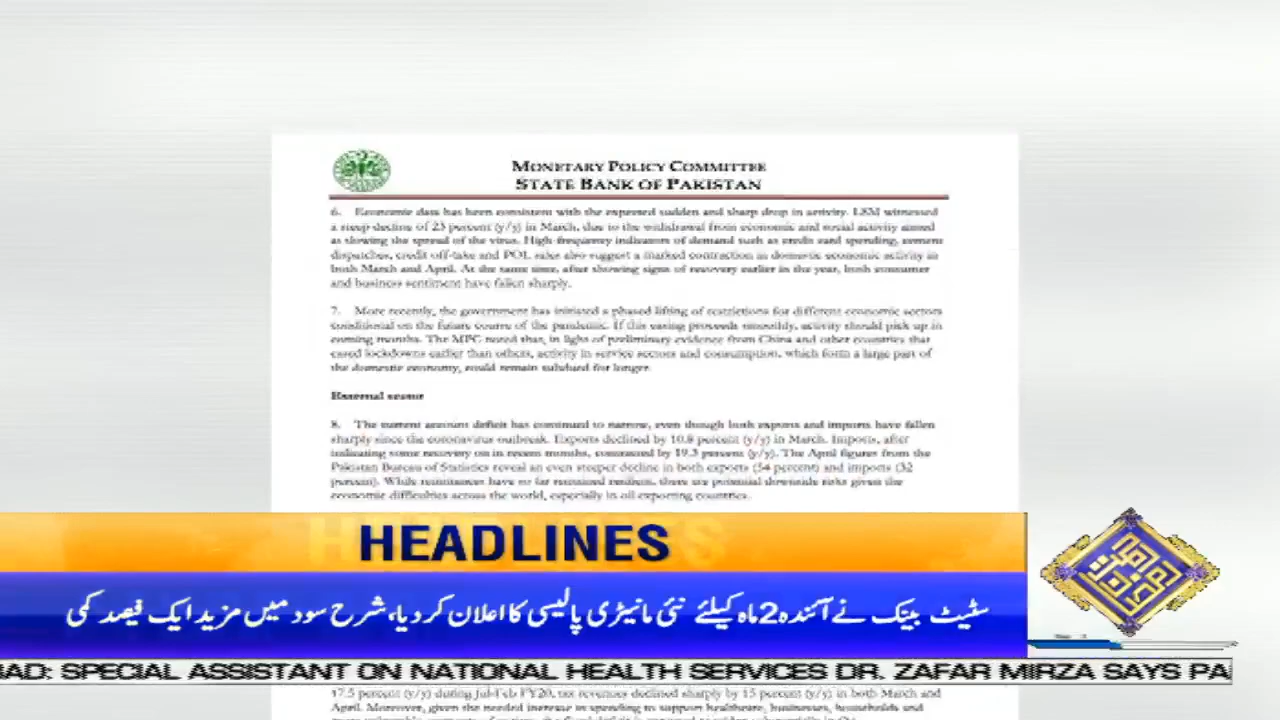 MONETARY POLICY COMMITTEE
STATE BANK OF PAKISTAN
6. Economic data has been consistent with the expected sudden and sharp drop in activity. LSM witnessed
a steep decline of 23 percent (y/y) in March, due to the withdrawal from economic and social activity aimed
at slowing the spread of the virus. High-frequency indicators of demand such as credit card spending, cement
dispatches, credit off-take and POL sales also suggest a marked contraction in domestic economic activity in
both March and April. At the same time, after showing signs of recovery earlier in the year, both consumer
and business sentiment have fallen sharply.
7. More recently, the government has initiated a phased lifting of restrictions for different economic sectors
conditional on the future course of the pandemic. If this easing proceeds smoothly, activity should pick up in
coming months. The MPC noted that, in light of preliminary evidence from China and other countries that
eased lockdowns earlier than others, activity in service sectors and consumption, which form a large part of
the domestic economy, could remain subdued for longer.
External sector
8. The current account deficit has continued to narrow, even though both exports and imports have fallen
sharply since the coronavirus outbreak. Exports declined by 10.8 percent (y/y) in March. Imports, after
indicating some recovery on in recent months, contracted by 19.3 percent (y/y). The April figures from the
Pakistan Bureau of Statistics reveal an even steeper decline in both exports (54 percent) and imports (32
percent). While remittances have so far remained resilient, there are potential downside risks given the
economic difficulties across the world, especially in oil exporting countries.
HEADLINES
سٹیٹ بینک نے آئندہ 2 ماہ کیلئے نئی مانیٹری پالیسی کا اعلان کر دیا، شرح سود میں مزید ایک فیصد کمی
AD: SPECIAL ASSISTANT ON NATIONAL HEALTH SERVICES DR. ZAFAR MIRZA SAYS PA
17.5 percent (y/y) during Jul-Feb FY20, tax revenues declined sharply by 15 percent (y/y) in both March and
April. Moreover, given the needed increase in spending to support healthcare, businesses, households and